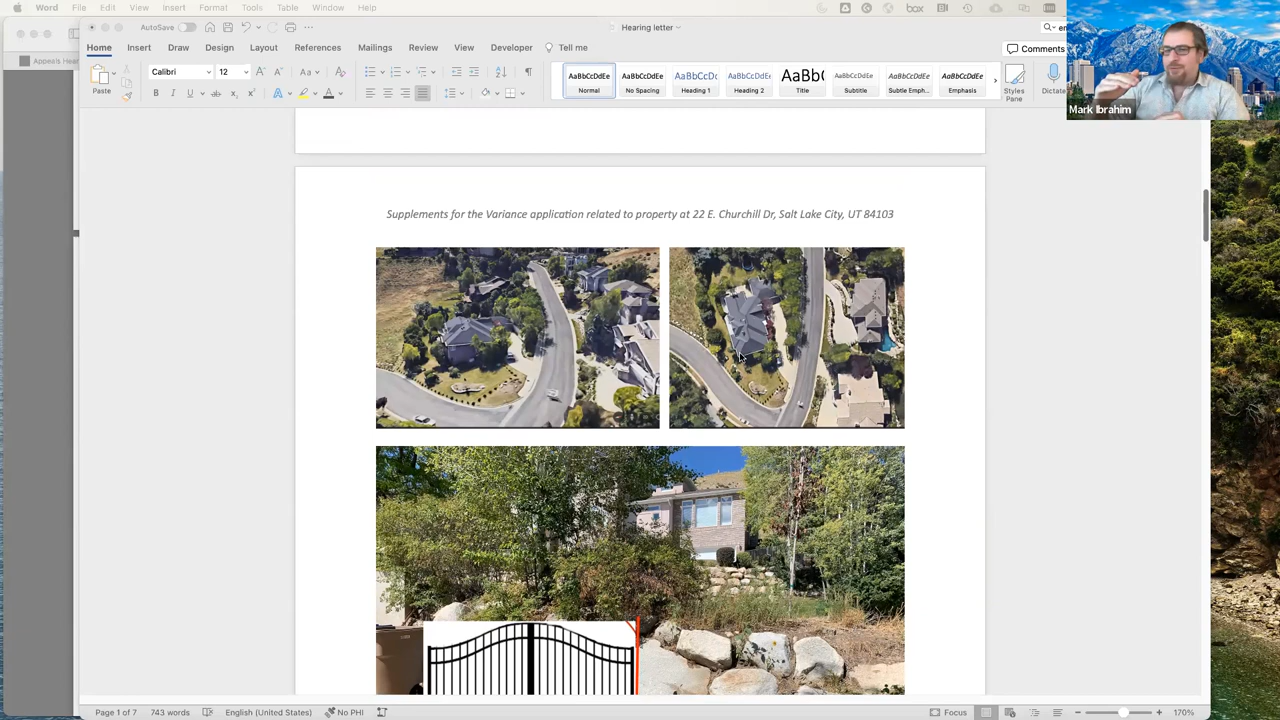 Word File Edit View Insert Format Tools Table Window Help
box
AutoSave
Hearing letter
Appeals Hear
Home Insert Draw Design Layout References Mailings Review View Developer Tell me
Comments
Paste
Calibri 12
AaBbCcDdEe AaBbCcDdEe AaBbCcDc AaBbCcDdEe AaBb( AaBbCcDdEe AaBbCcDdEe AaBbCcDdEe
Normal No Spacing Heading 1 Heading 2 Title Subtitle Subtle Emph... Emphasis
Styles Pane
Dictate
Mark Ibrahim
Supplements for the Variance application related to property at 22 E. Churchill Dr, Salt Lake City, UT 84103
Page 1 of 7 743 words English (United States) No PHI Focus 170%